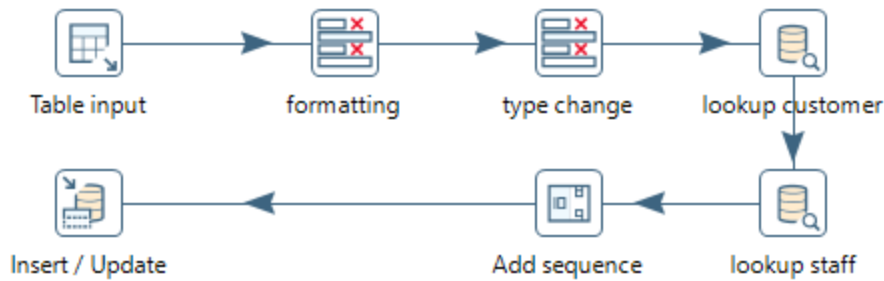 Table input
formatting
type change
lookup customer
Insert / Update
Add sequence
lookup staff